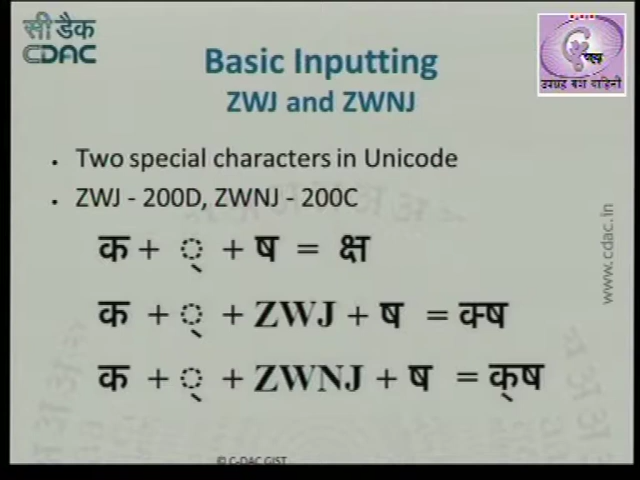 सी डैक
CDAC
Basic Inputting
ZWJ and ZWNJ
• Two special characters in Unicode
• ZWJ - 200D, ZWNJ - 200C
क + ् + ष = क्ष
क + ् + ZWJ + ष = क्‍ष
क + ् + ZWNJ + ष = क्‌ष
www.cdac.in
© C-DAC GIST